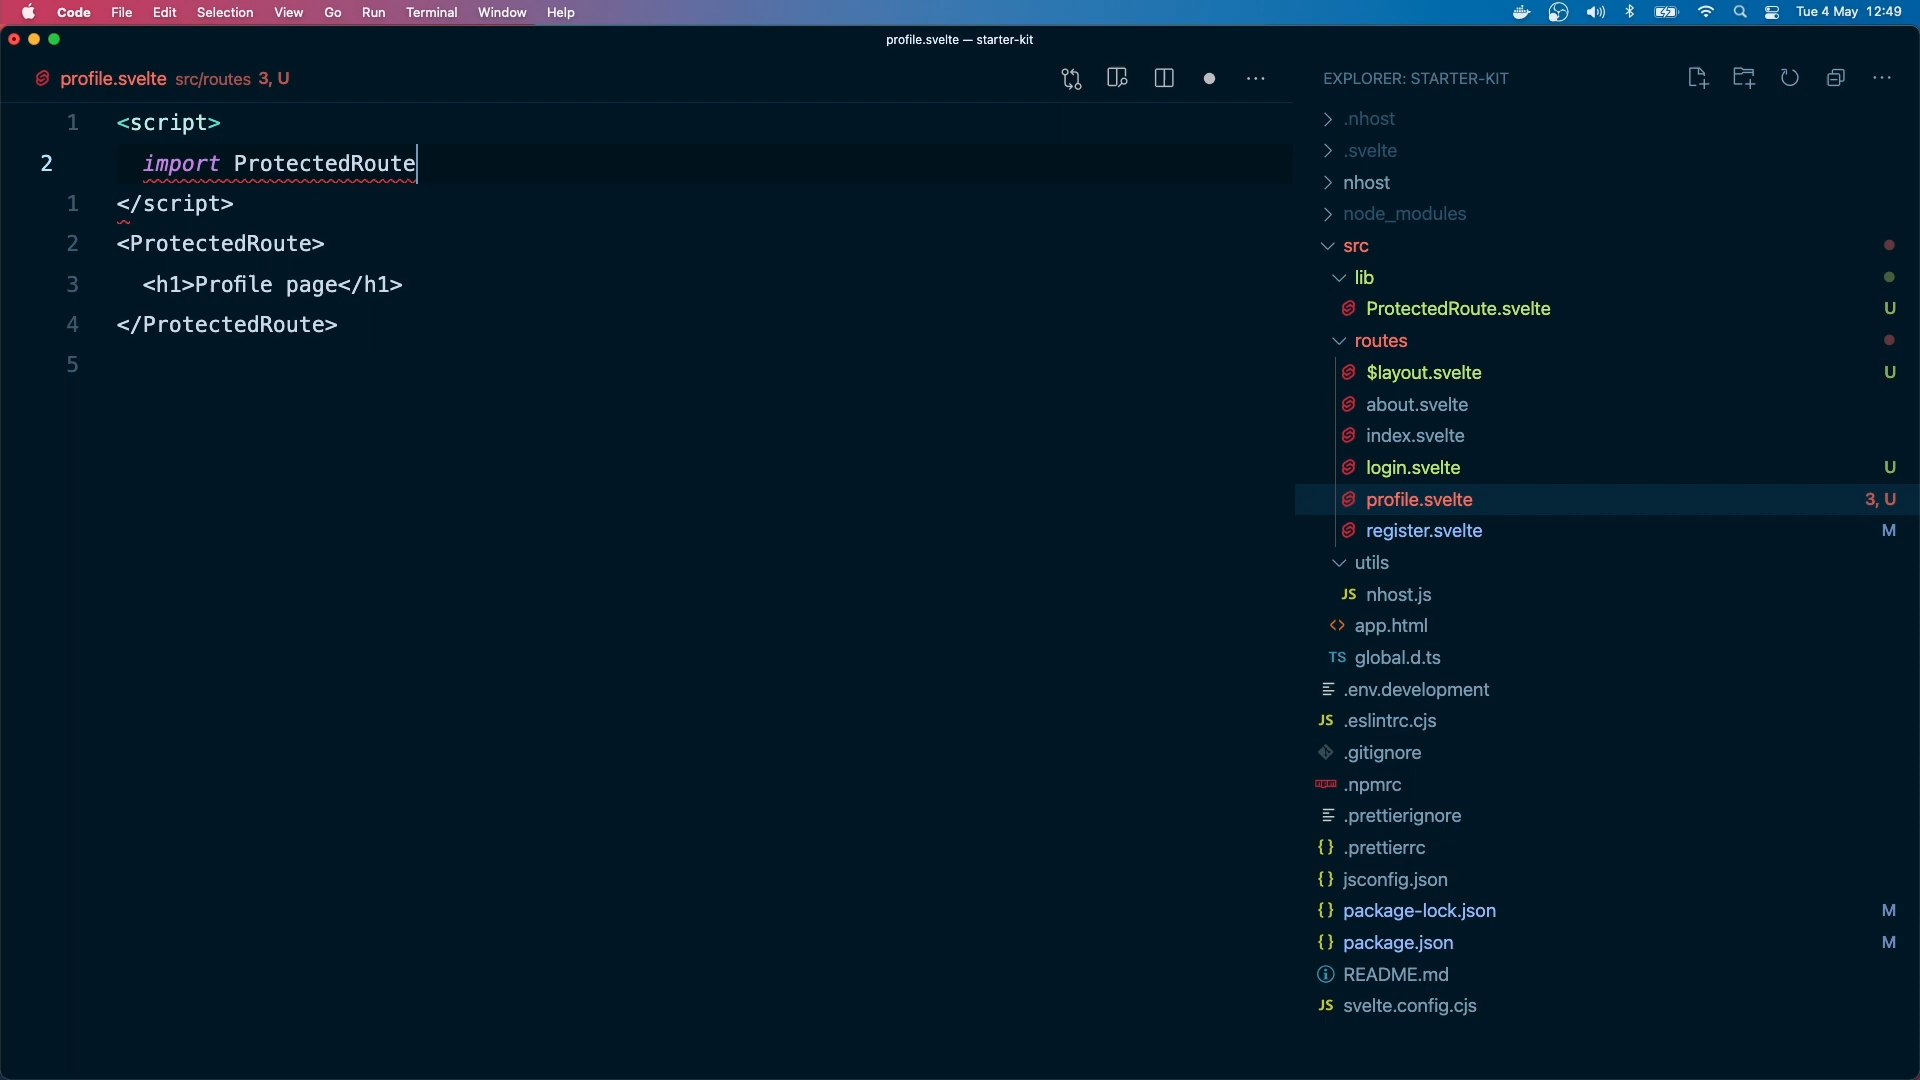 Code File Edit Selection View Go Run Terminal Window Help Tue 4 May 12:49
profile.svelte — starter-kit
profile.svelte src/routes 3, U
1 <script>
2 import ProtectedRoute
1 </script>
2 <ProtectedRoute>
3 <h1>Profile page</h1>
4 </ProtectedRoute>
5
EXPLORER: STARTER-KIT
.nhost
.svelte
nhost
node_modules
src
lib
ProtectedRoute.svelte U
routes
$layout.svelte U
about.svelte
index.svelte
login.svelte U
profile.svelte 3, U
register.svelte M
utils
JS nhost.js
<> app.html
TS global.d.ts
.env.development
JS .eslintrc.cjs
.gitignore
npm .npmrc
.prettierignore
{} .prettierrc
{} jsconfig.json
{} package-lock.json M
{} package.json M
README.md
JS svelte.config.cjs